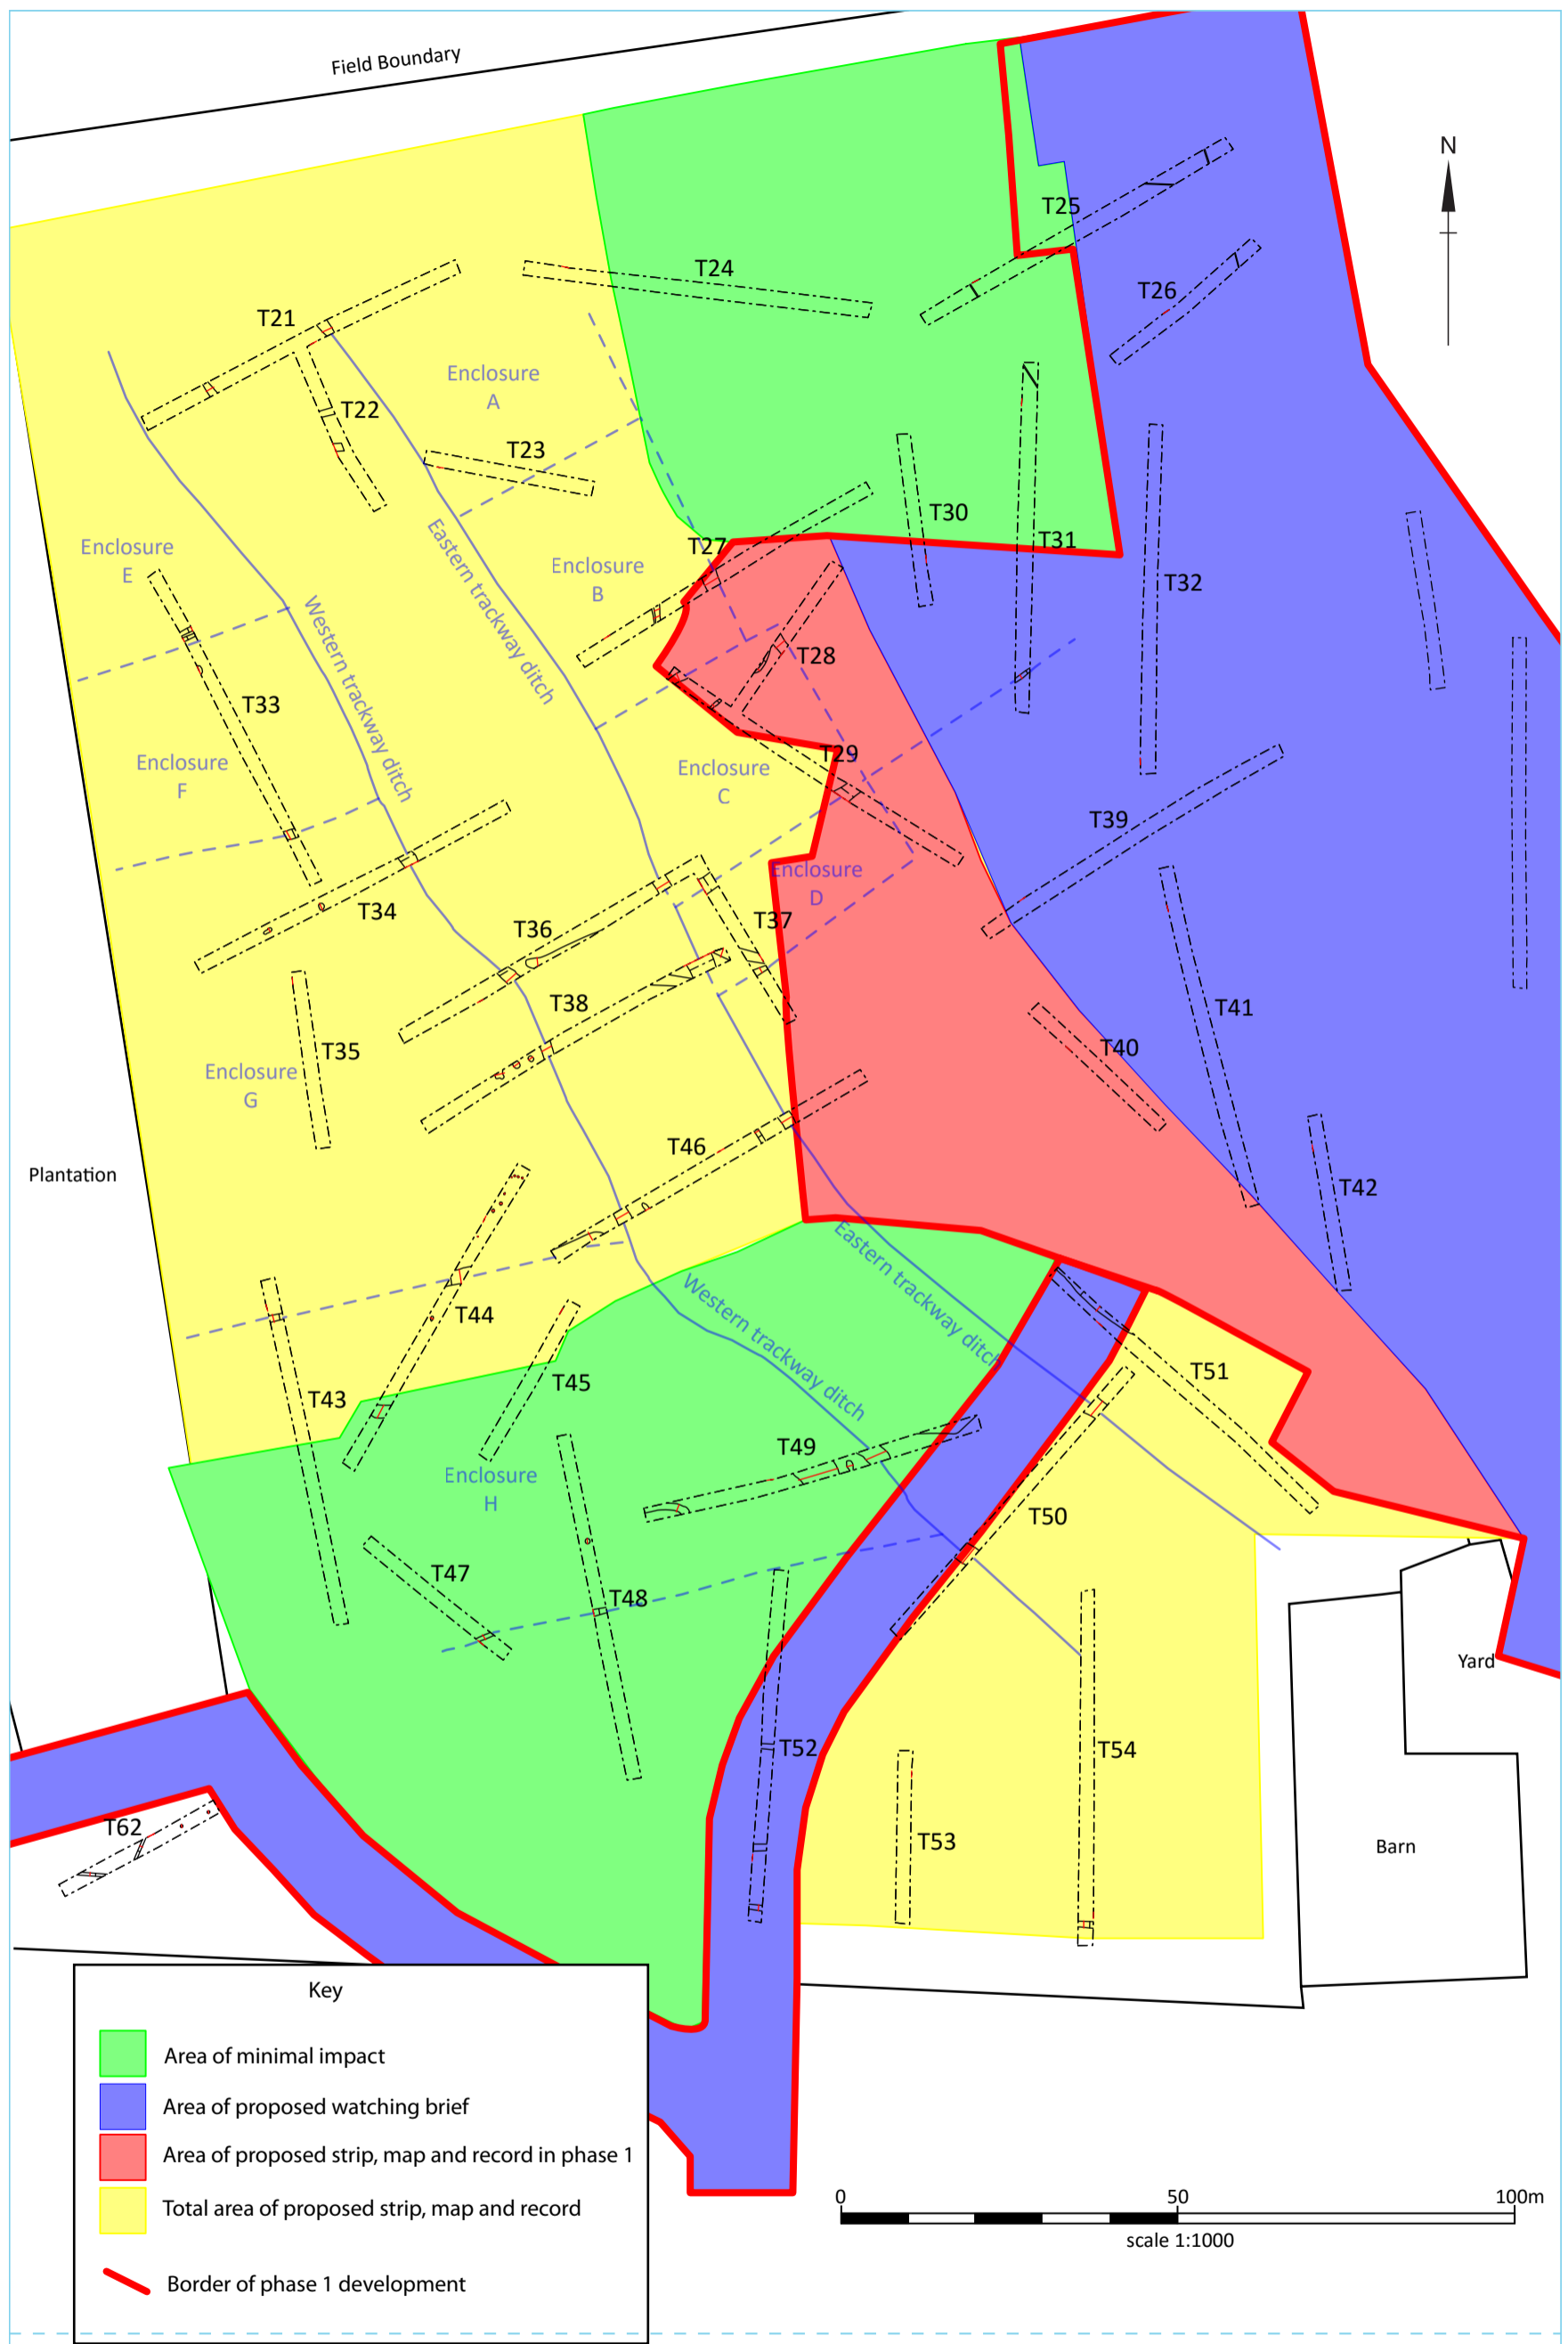 Field Boundary
N
T25
T24
T26
T21
Enclosure
A
T22
T23
T30
T31
T27
Enclosure
E
Enclosure
B
T32
Eastern trackway ditch
Western trackway ditch
T28
T33
T29
Enclosure
F
Enclosure
C
T39
Enclosure
D
T34
T37
T36
T38
T41
T35
T40
Enclosure
G
T46
Plantation
T42
Eastern trackway ditch
Western trackway ditch
T44
T51
T45
T43
T49
Enclosure
H
T50
T47
T48
Yard
T52
T54
T62
T53
Barn
Key
Area of minimal impact
Area of proposed watching brief
Area of proposed strip, map and record in phase 1
Total area of proposed strip, map and record
Border of phase 1 development
0 50 100m
scale 1:1000